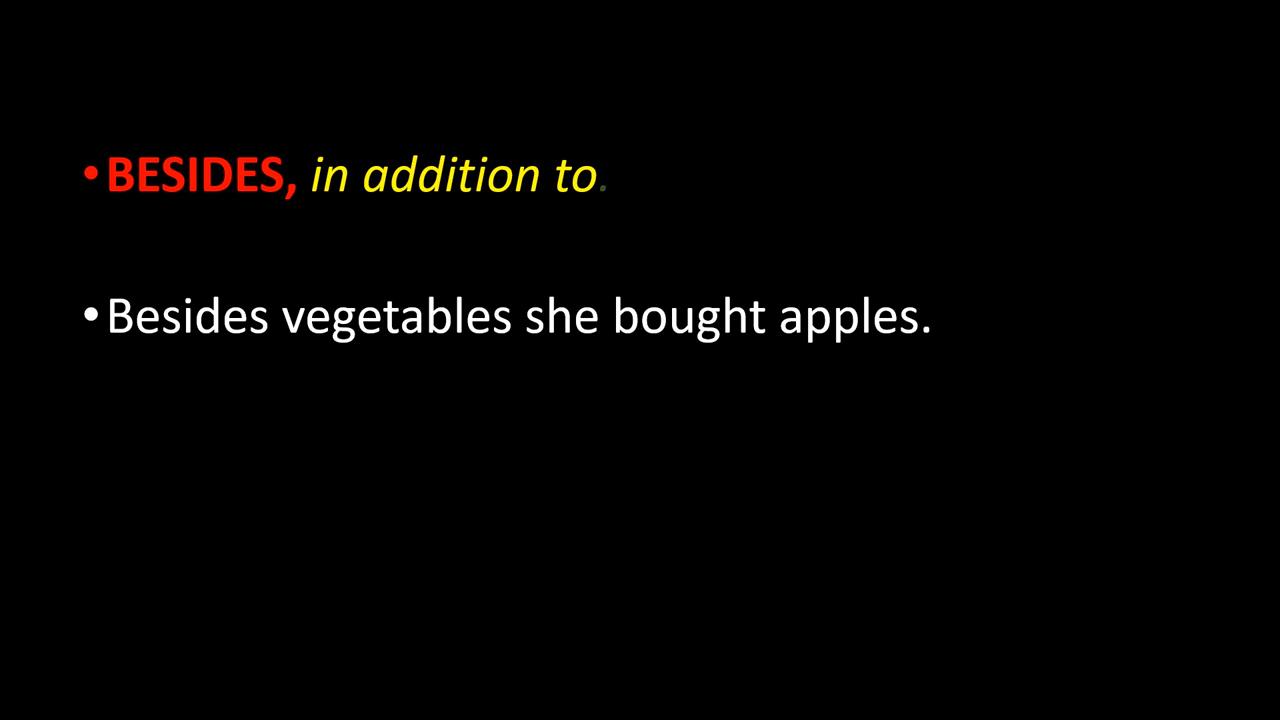 •BESIDES, in addition to.
•Besides vegetables she bought apples.